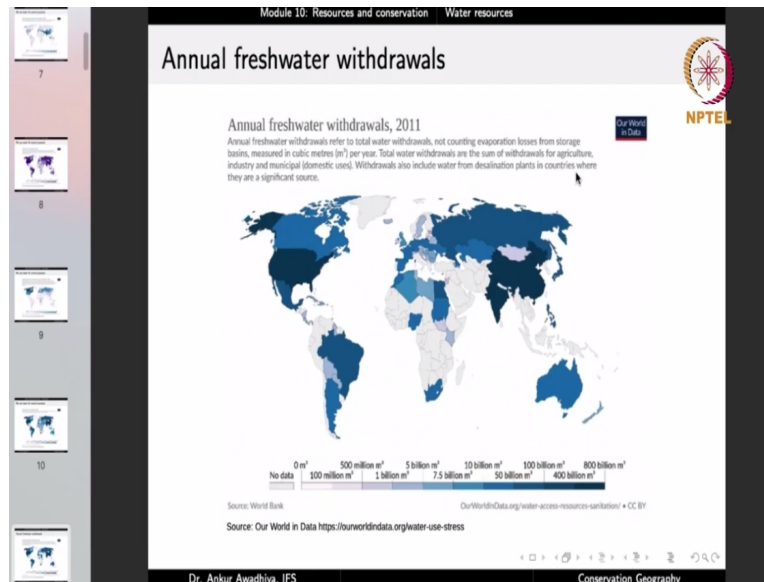 Module 10: Resources and conservation Water resources
Annual freshwater withdrawals
NPTEL
Annual freshwater withdrawals, 2011
Our World
in Data
Annual freshwater withdrawals refer to total water withdrawals, not counting evaporation losses from storage
basins, measured in cubic metres (m³) per year. Total water withdrawals are the sum of withdrawals for agriculture,
industry and municipal (domestic uses). Withdrawals also include water from desalination plants in countries where
they are a significant source.
0 m³ 500 million m³ 5 billion m³ 10 billion m³ 100 billion m³ 800 billion m³
No data 100 million m³ 1 billion m³ 7.5 billion m³ 50 billion m³ 400 billion m³
Source: World Bank OurWorldInData.org/water-access-resources-sanitation/ • CC BY
Source: Our World in Data https://ourworldindata.org/water-use-stress
Dr. Ankur Awadhiya, IFS Conservation Geography
7
8
9
10